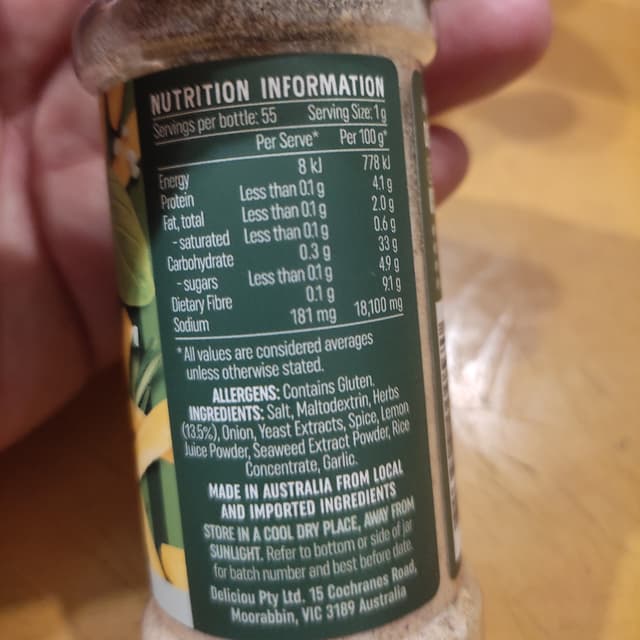 NUTRITION INFORMATION
Servings per bottle: 55 Serving Size: 1 g
Per Serve* Per 100 g*
Energy 8 kJ 778 kJ
Protein Less than 0.1 g 4.1 g
Fat, total Less than 0.1 g 2.0 g
- saturated Less than 0.1 g 0.6 g
Carbohydrate 0.3 g 33 g
- sugars Less than 0.1 g 4.9 g
Dietary Fibre 0.1 g 9.1 g
Sodium 181 mg 18,100 mg
*All values are considered averages
unless otherwise stated.
ALLERGENS: Contains Gluten.
INGREDIENTS: Salt, Maltodextrin, Herbs
(13.5%), Onion, Yeast Extracts, Spice, Lemon
Juice Powder, Seaweed Extract Powder, Rice
Concentrate, Garlic.
MADE IN AUSTRALIA FROM LOCAL
AND IMPORTED INGREDIENTS
STORE IN A COOL DRY PLACE, AWAY FROM
SUNLIGHT. Refer to bottom or side of jar
for batch number and best before date.
Deliciou Pty Ltd. 15 Cochranes Road,
Moorabbin, VIC 3189 Australia